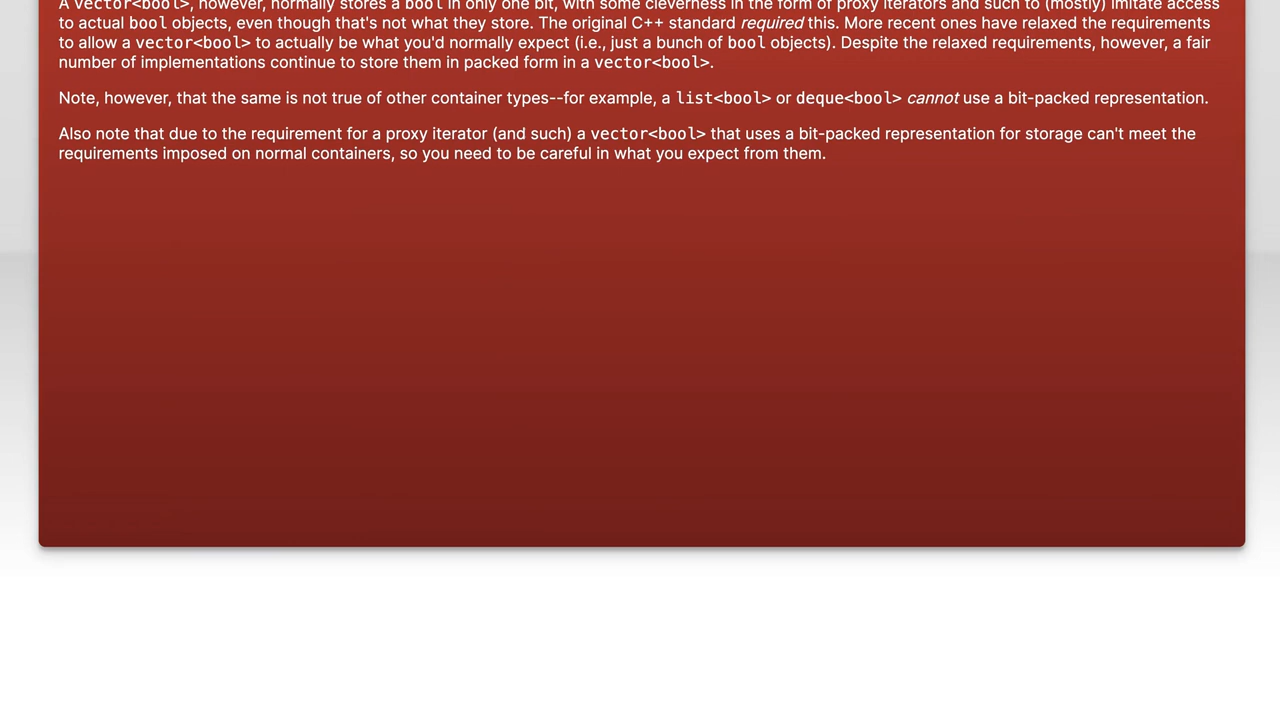 A vector<bool>, however, normally stores a bool in only one bit, with some cleverness in the form of proxy iterators and such to (mostly) imitate access
to actual bool objects, even though that's not what they store. The original C++ standard required this. More recent ones have relaxed the requirements
to allow a vector<bool> to actually be what you'd normally expect (i.e., just a bunch of bool objects). Despite the relaxed requirements, however, a fair
number of implementations continue to store them in packed form in a vector<bool>.
Note, however, that the same is not true of other container types--for example, a list<bool> or deque<bool> cannot use a bit-packed representation.
Also note that due to the requirement for a proxy iterator (and such) a vector<bool> that uses a bit-packed representation for storage can't meet the
requirements imposed on normal containers, so you need to be careful in what you expect from them.